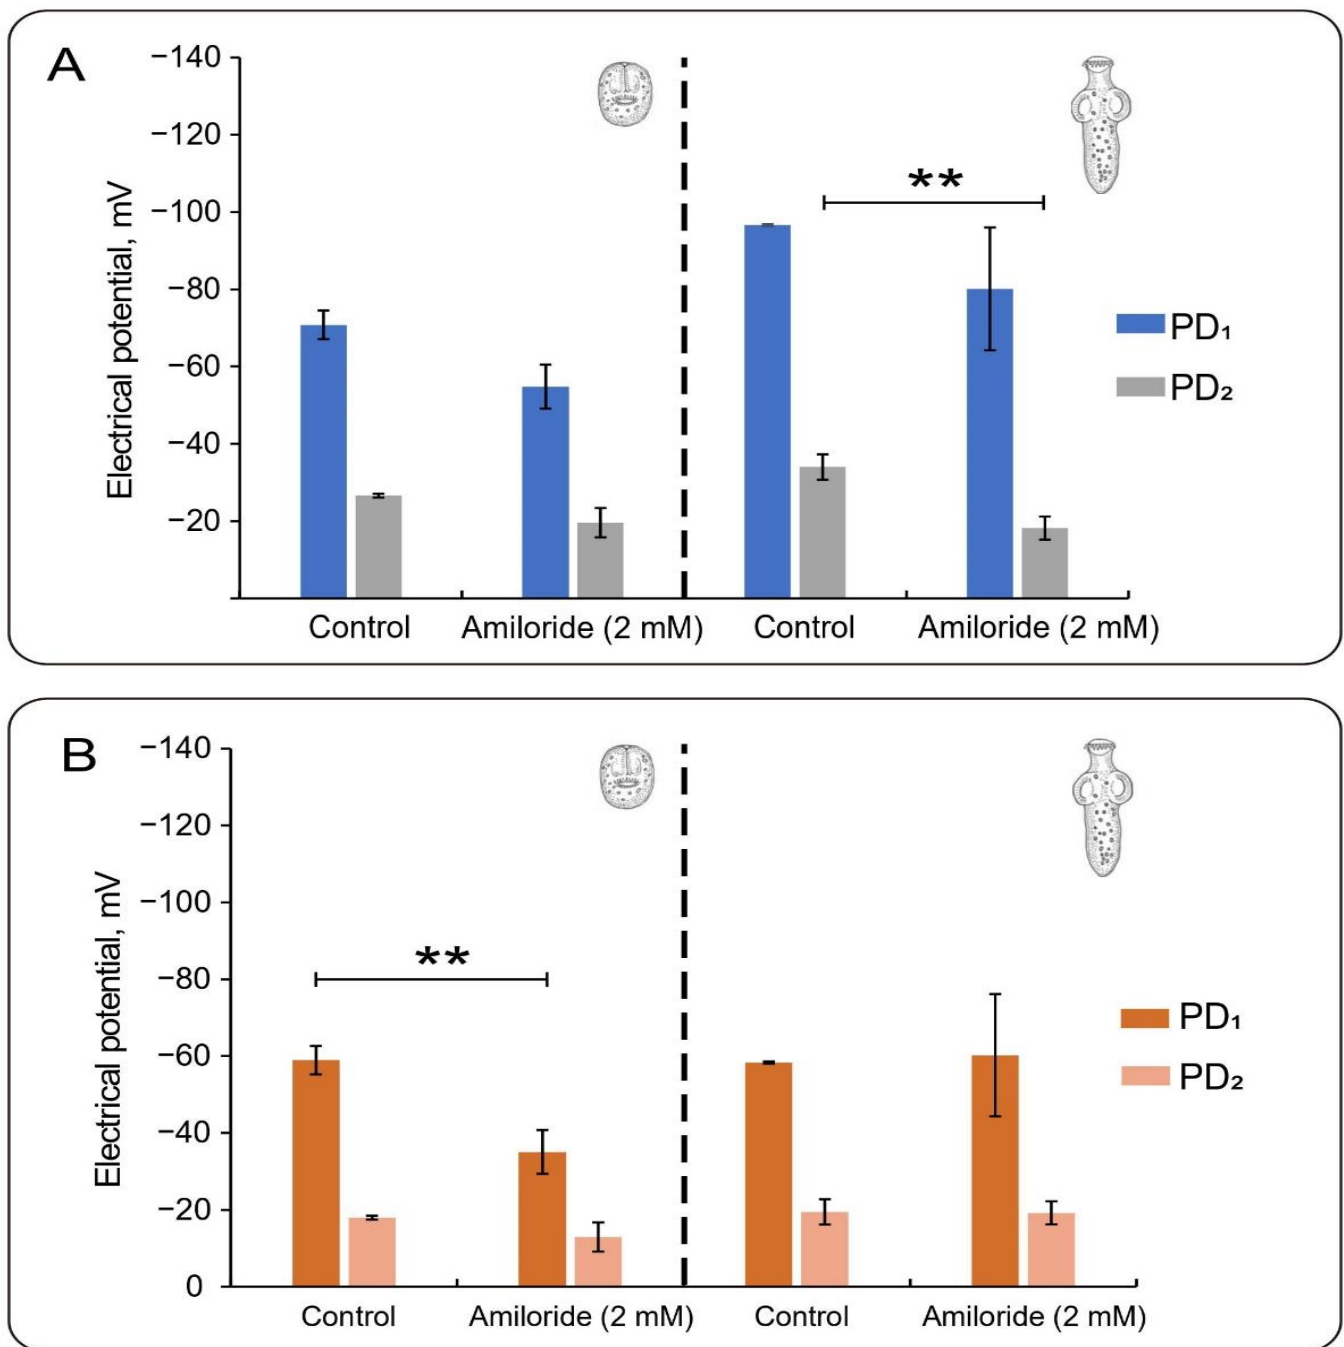 A
Electrical potential, mV
−140
−120
−100
−80
−60
−40
−20
**
PD₁
PD₂
Control
Amiloride (2 mM)
Control
Amiloride (2 mM)
B
Electrical potential, mV
−140
−120
−100
−80
−60
−40
−20
0
**
PD₁
PD₂
Control
Amiloride (2 mM)
Control
Amiloride (2 mM)